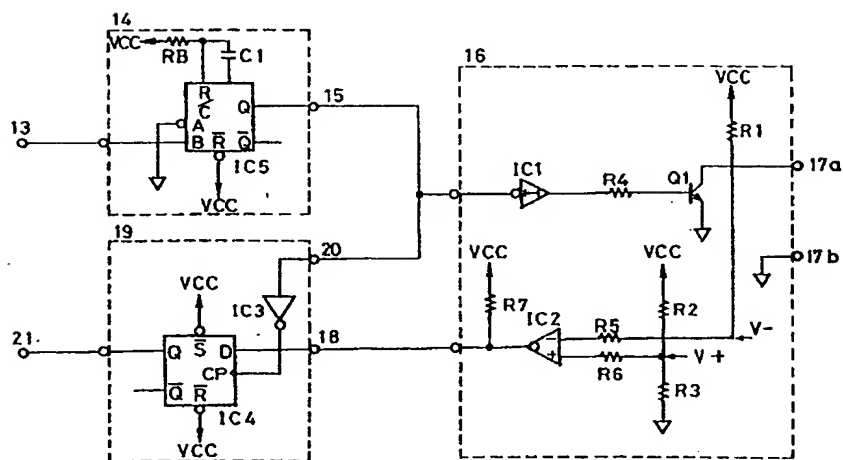 14
VCC
RB
C1
R/C
Q
15
13
A
B
R̅
Q̅
IC5
VCC
16
VCC
R1
IC1
R4
Q1
17a
17b
19
20
VCC
IC3
21
Q
S̅
D
18
CP
Q̅
R̅
IC4
VCC
VCC
R7
IC2
-
+
VCC
R2
R5
V-
R6
V+
R3